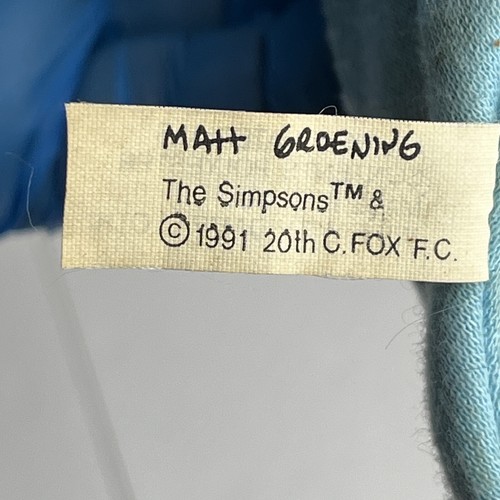 MATT GROENING
The Simpsons™ &
© 1991 20th C. FOX F.C.